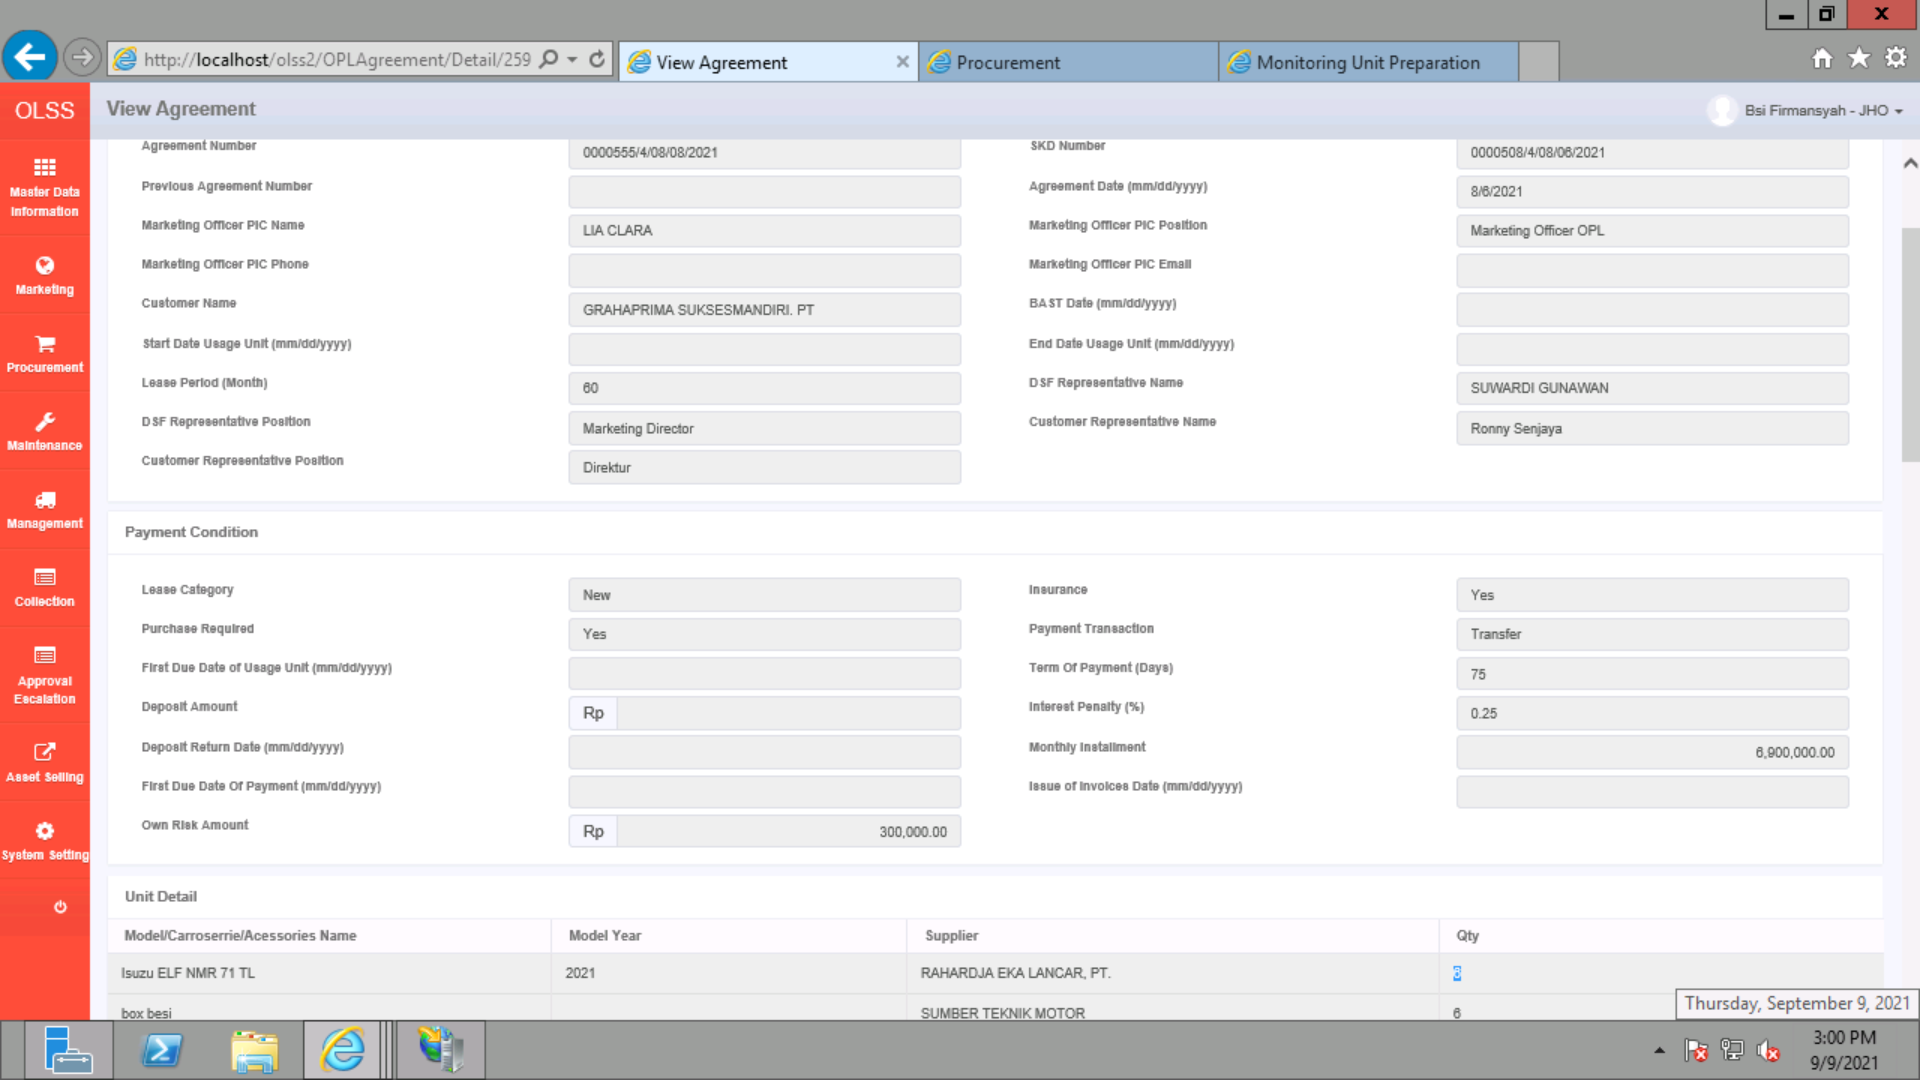 http://localhost/olss2/OPLAgreement/Detail/259
View Agreement
Procurement
Monitoring Unit Preparation
OLSS
View Agreement
Bsi Firmansyah - JHO
Master Data
Information
Marketing
Procurement
Maintenance
Management
Collection
Approval
Escalation
Asset Selling
System Setting
Agreement Number 0000555/4/08/08/2021 SKD Number 0000508/4/08/06/2021
Previous Agreement Number Agreement Date (mm/dd/yyyy) 8/6/2021
Marketing Officer PIC Name LIA CLARA Marketing Officer PIC Position Marketing Officer OPL
Marketing Officer PIC Phone Marketing Officer PIC Email
Customer Name GRAHAPRIMA SUKSESMANDIRI. PT BAST Date (mm/dd/yyyy)
Start Date Usage Unit (mm/dd/yyyy) End Date Usage Unit (mm/dd/yyyy)
Lease Period (Month) 60 DSF Representative Name SUWARDI GUNAWAN
DSF Representative Position Marketing Director Customer Representative Name Ronny Senjaya
Customer Representative Position Direktur
Payment Condition
Lease Category New Insurance Yes
Purchase Required Yes Payment Transaction Transfer
First Due Date of Usage Unit (mm/dd/yyyy) Term Of Payment (Days) 75
Deposit Amount Rp Interest Penalty (%) 0.25
Deposit Return Date (mm/dd/yyyy) Monthly Installment 6,900,000.00
First Due Date Of Payment (mm/dd/yyyy) Issue of Invoices Date (mm/dd/yyyy)
Own Risk Amount Rp 300,000.00
Unit Detail
Model/Carroserrie/Acessories Name Model Year Supplier Qty
Isuzu ELF NMR 71 TL 2021 RAHARDJA EKA LANCAR, PT.
box besi SUMBER TEKNIK MOTOR 6
Thursday, September 9, 2021
3:00 PM
9/9/2021